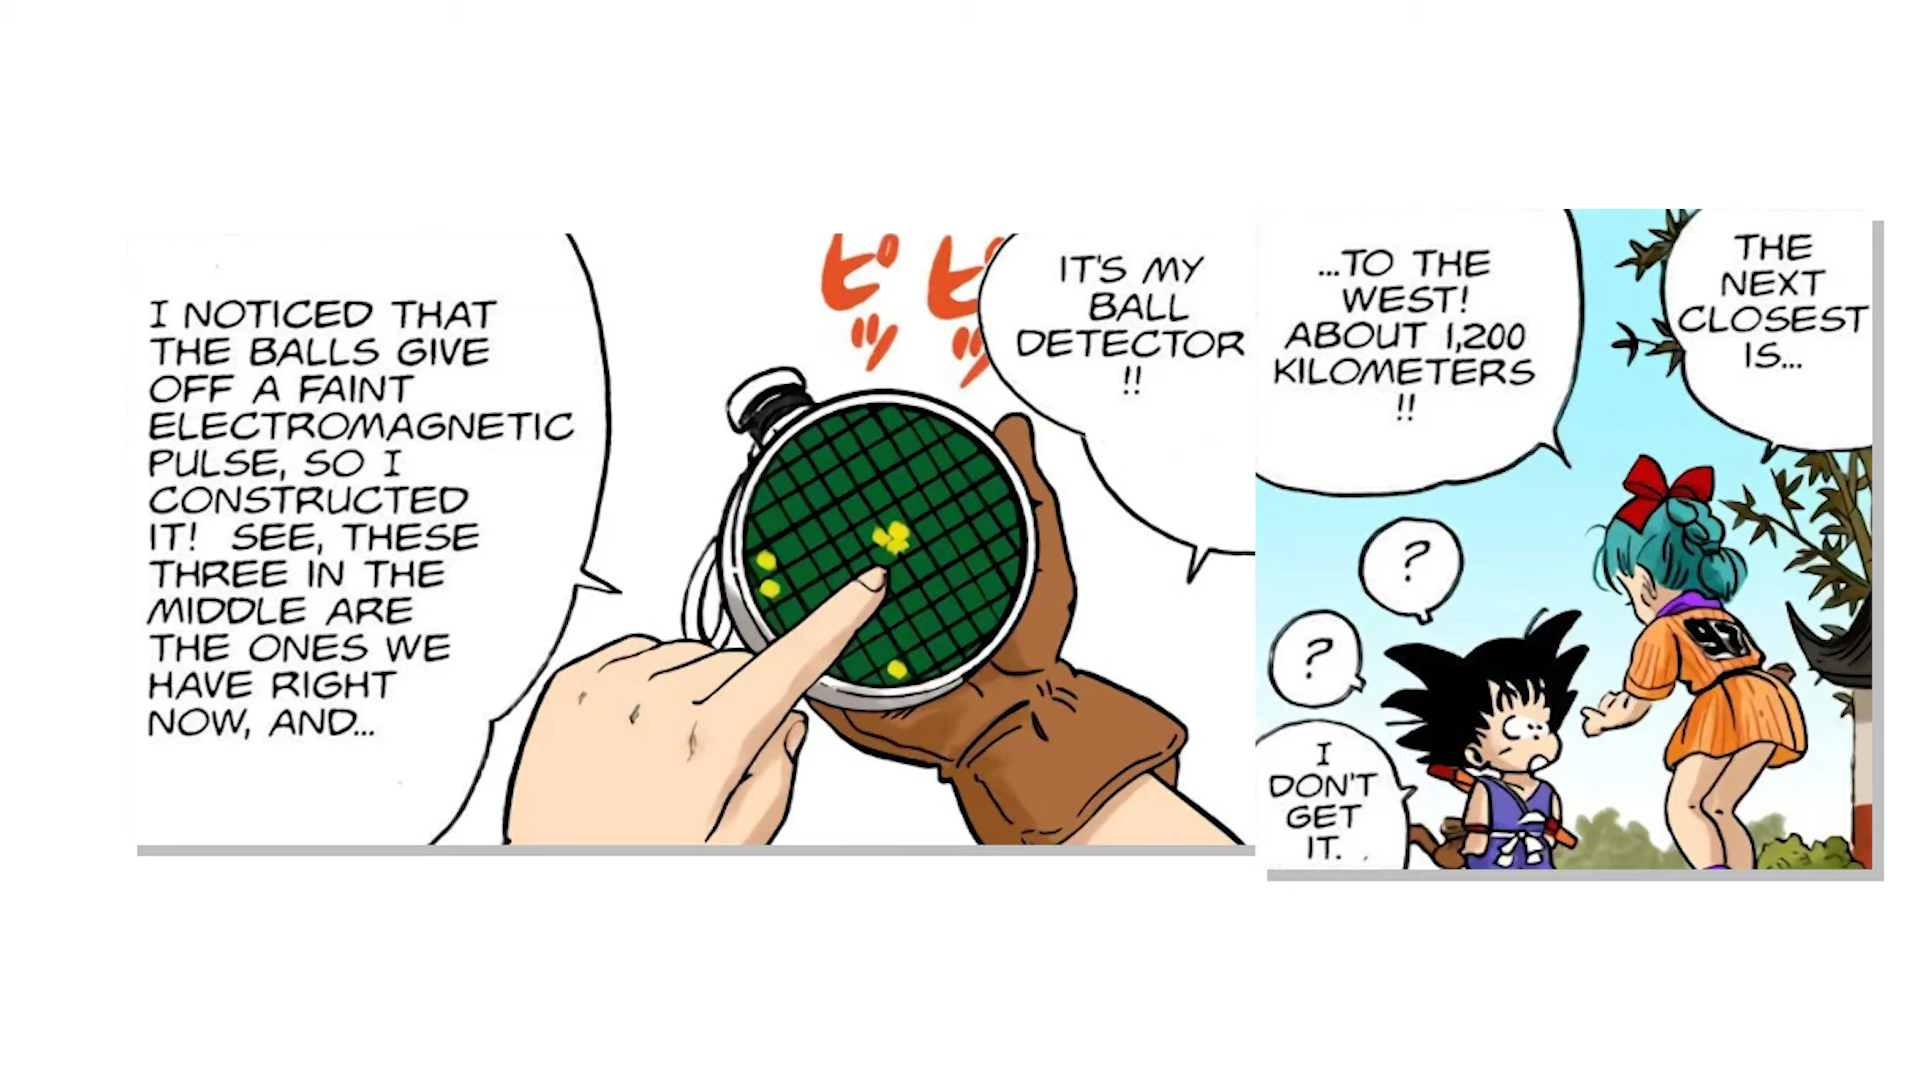 IT'S MY
BALL
DETECTOR
!!
ピッ
ピッ
I NOTICED THAT
THE BALLS GIVE
OFF A FAINT
ELECTROMAGNETIC
PULSE, SO I
CONSTRUCTED
IT! SEE, THESE
THREE IN THE
MIDDLE ARE
THE ONES WE
HAVE RIGHT
NOW, AND...
THE
NEXT
CLOSEST
IS...
...TO THE
WEST!
ABOUT 1,200
KILOMETERS
!!
?
?
I
DON'T
GET
IT.